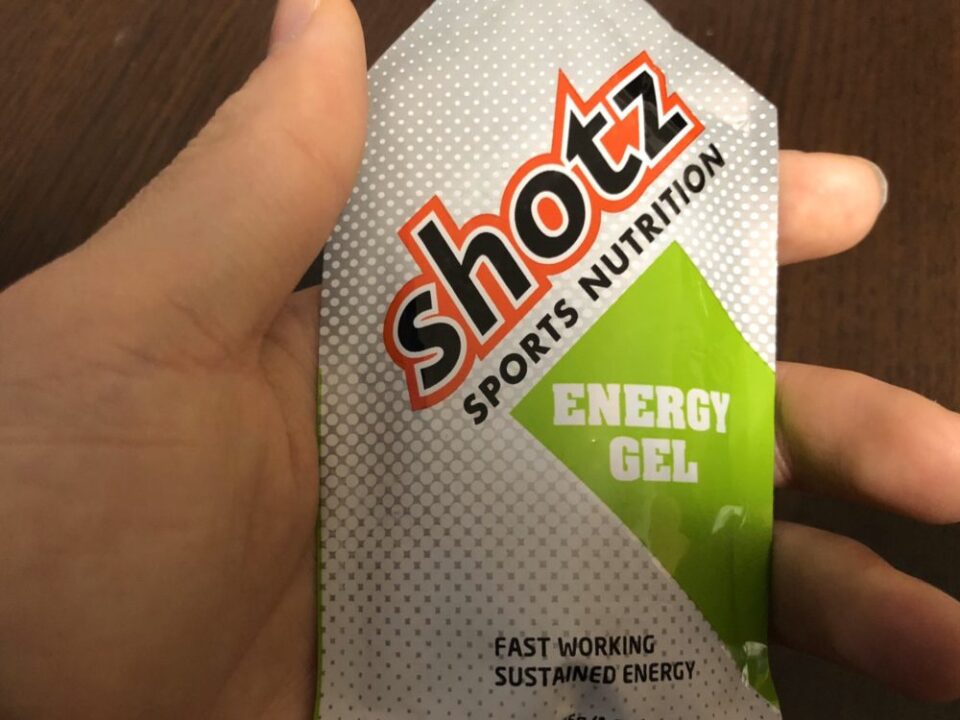 shotz
SPORTS NUTRITION
ENERGY
GEL
FAST WORKING
SUSTAINED ENERGY